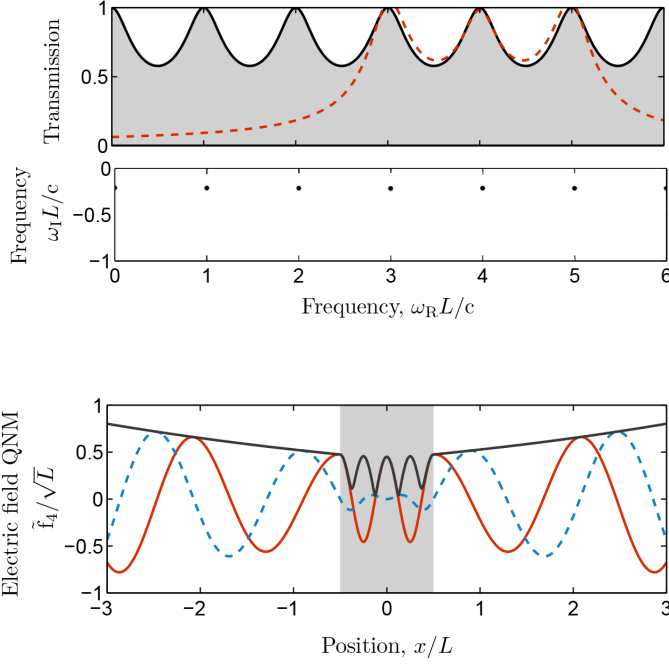 Transmission
1
0.5
0
Frequency
ω_I L/c
0
−0.5
−1
0 1 2 3 4 5 6
Frequency, ω_R L/c
Electric field QNM
f̃_4/√L
1
0.5
0
−0.5
−1
−3 −2 −1 0 1 2 3
Position, x/L